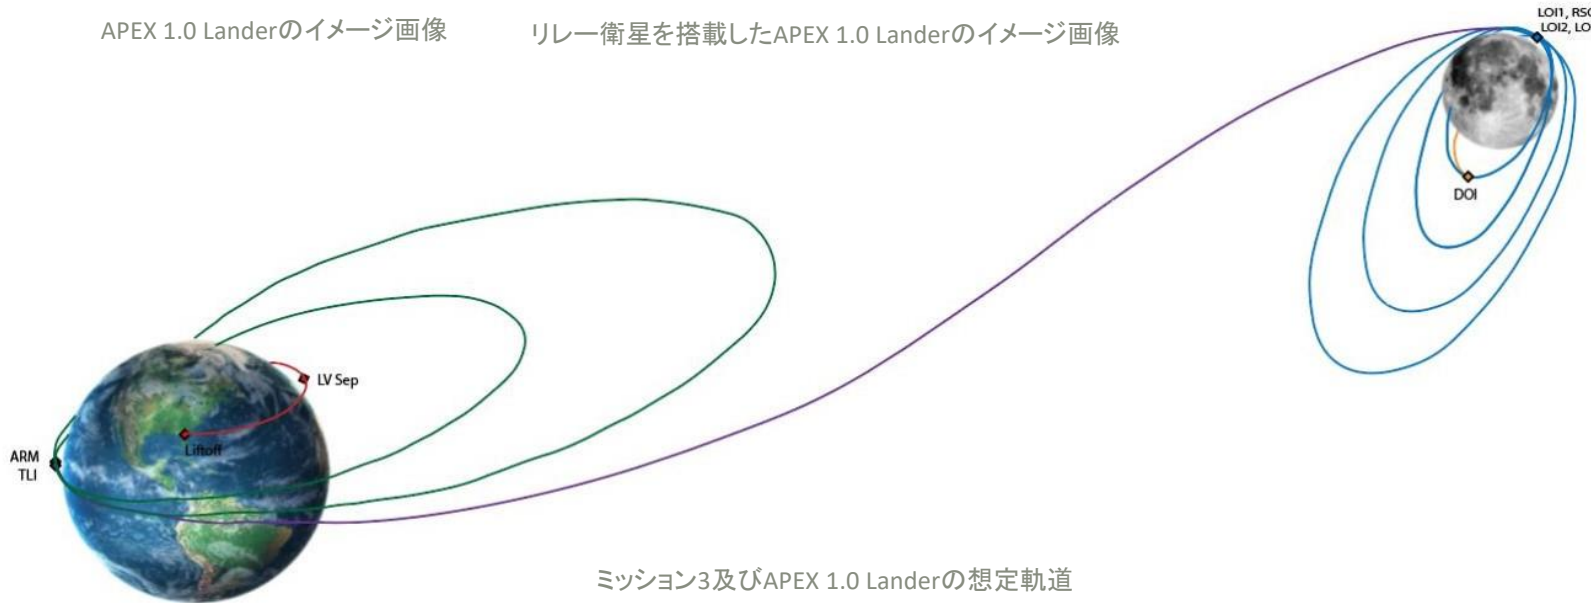 APEX 1.0 Landerのイメージ画像
リレー衛星を搭載したAPEX 1.0 Landerのイメージ画像
LOI1,
LOI2,
DOI
LV Sep
Liftoff
ARM
TLI
ミッション3及びAPEX 1.0 Landerの想定軌道